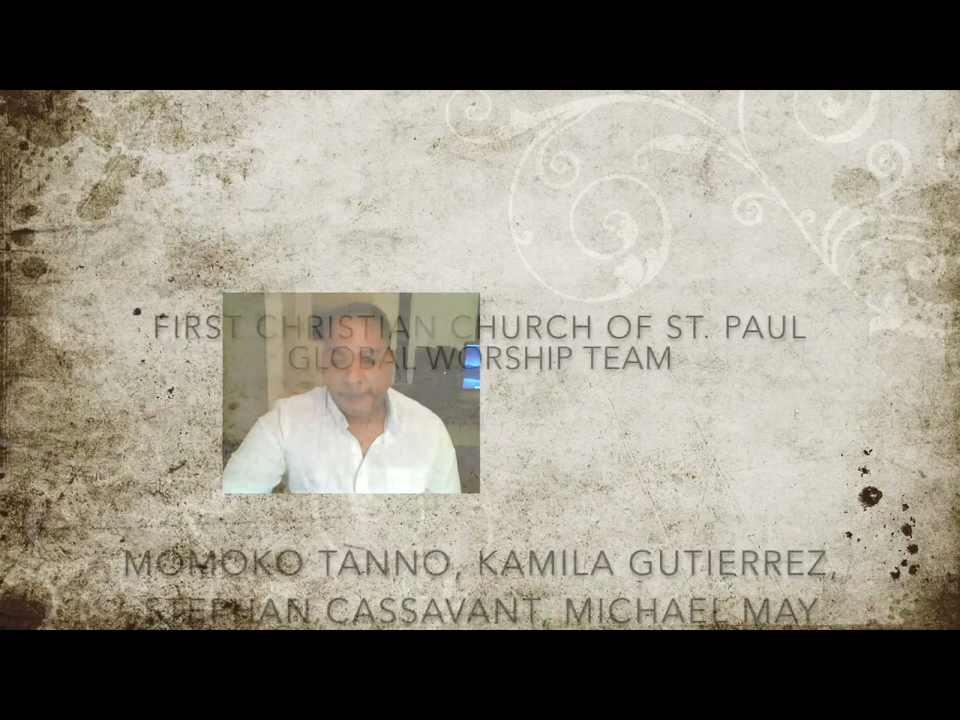 FIRST CHRISTIAN CHURCH OF ST. PAUL
GLOBAL WORSHIP TEAM
MOMOKO TANNO, KAMILA GUTIERREZ,
STEPHAN CASSAVANT, MICHAEL MAY